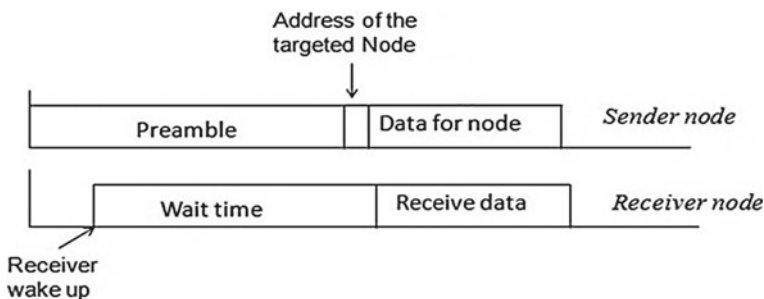 Address of the
targeted Node
Preamble
Data for node
Sender node
Wait time
Receive data
Receiver node
Receiver
wake up